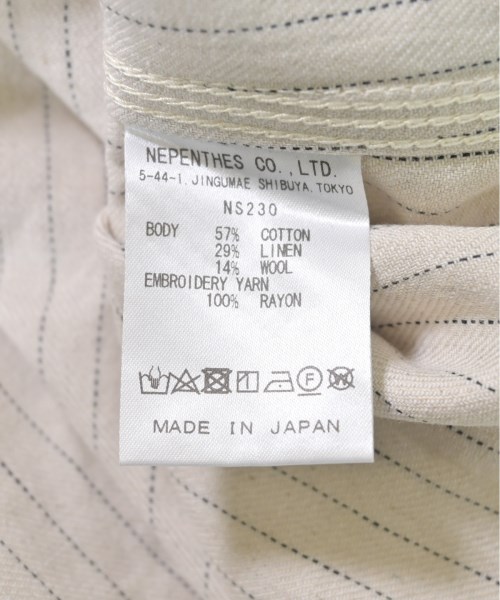 NEPENTHES CO.,LTD.
5-44-1.JINGUMAE SHIBUYA.TOKYO
NS230
BODY 57% COTTON
29% LINEN
14% WOOL
EMBROIDERY YARN
100% RAYON
F W
MADE IN JAPAN